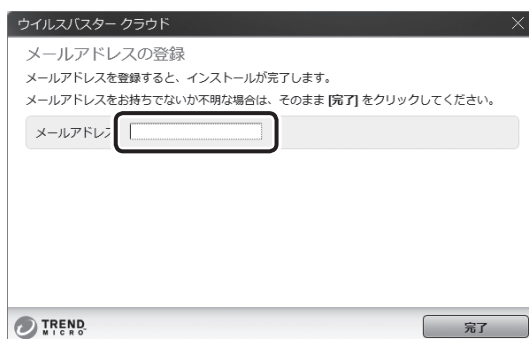 ウイルスバスター クラウド
メールアドレスの登録
メールアドレスを登録すると、インストールが完了します。
メールアドレスをお持ちでないか不明な場合は、そのまま [完了] をクリックしてください。
メールアドレス
TREND
MICRO
完了